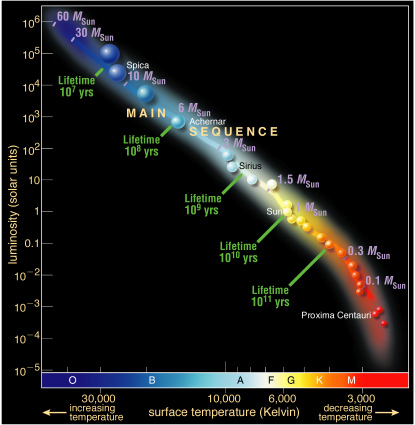 luminosity (solar units)
10⁶
10⁵
10⁴
10³
10²
10
1
0.1
10⁻²
10⁻³
10⁻⁴
10⁻⁵
60 MSun
30 MSun
Spica
10 MSun
Lifetime
10⁷ yrs
MAIN
SEQUENCE
6 MSun
Achernar
Lifetime
10⁸ yrs
3 MSun
Sirius
1.5 MSun
Lifetime
10⁹ yrs
1 MSun
Sun
Lifetime
10¹⁰ yrs
0.3 MSun
Lifetime
10¹¹ yrs
0.1 MSun
Proxima Centauri
O B A F G K M
30,000 10,000 6,000 3,000
increasing
temperature
surface temperature (Kelvin)
decreasing
temperature